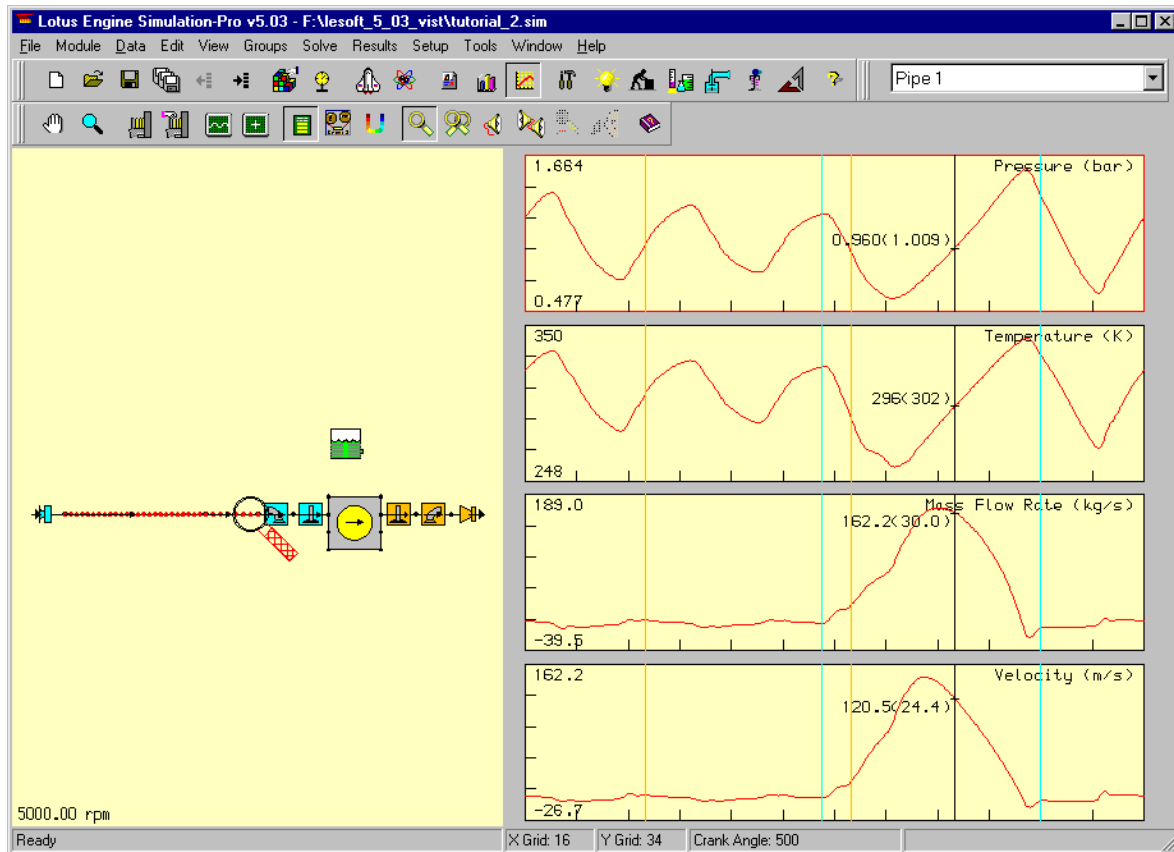 Lotus Engine Simulation-Pro v5.03 - F:\lesoft_5_03_vist\tutorial_2.sim
File Module Data Edit View Groups Solve Results Setup Tools Window Help
Pipe 1
1.664 Pressure (bar)
0.960(1.009)
0.477
350 Temperature (K)
296(302)
248
189.0 Mass Flow Rate (kg/s)
162.2(30.0)
-39.5
162.2 Velocity (m/s)
120.5(24.4)
-26.7
5000.00 rpm
Ready X Grid: 16 Y Grid: 34 Crank Angle: 500